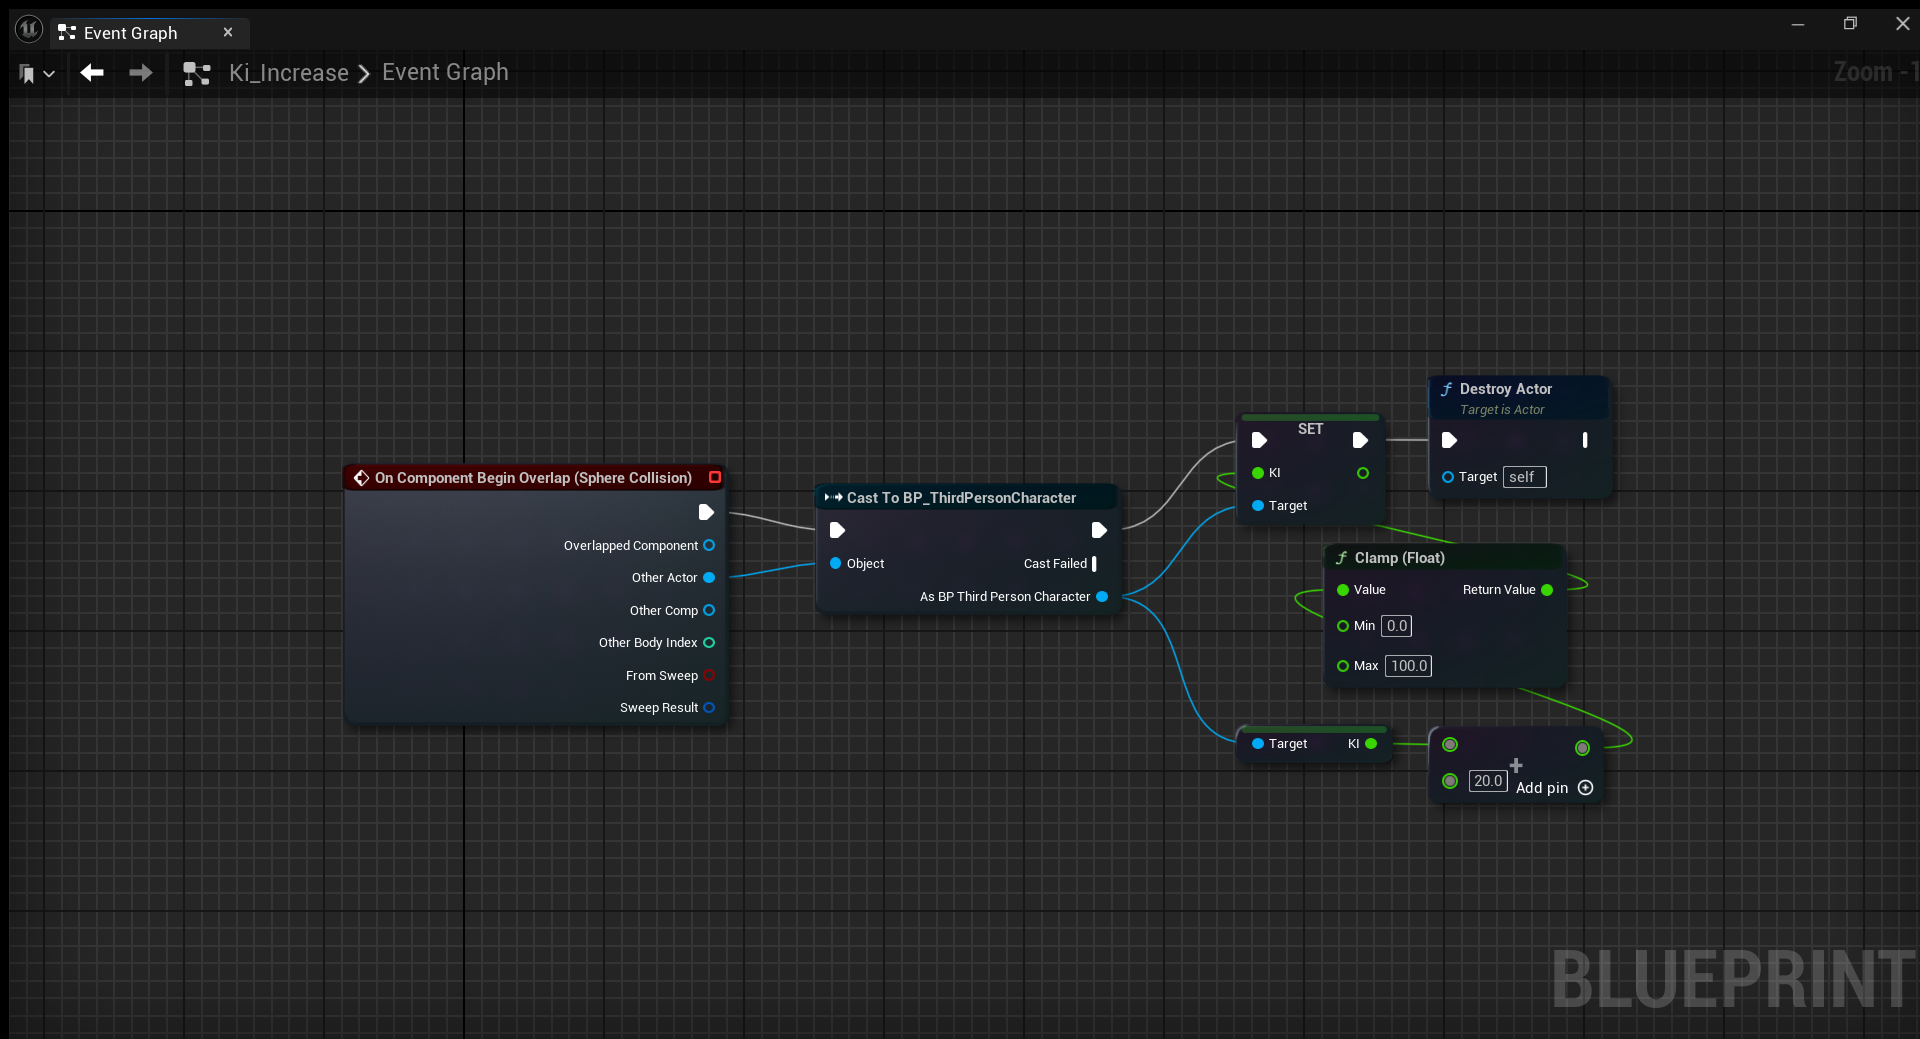 Event Graph
Ki_Increase > Event Graph
Zoom -1
On Component Begin Overlap (Sphere Collision)
Overlapped Component
Other Actor
Other Comp
Other Body Index
From Sweep
Sweep Result
Cast To BP_ThirdPersonCharacter
Object
Cast Failed
As BP Third Person Character
SET
KI
Target
Destroy Actor
Target is Actor
Target self
Clamp (Float)
Value Return Value
Min 0.0
Max 100.0
Target KI
20.0
Add pin
BLUEPRINT